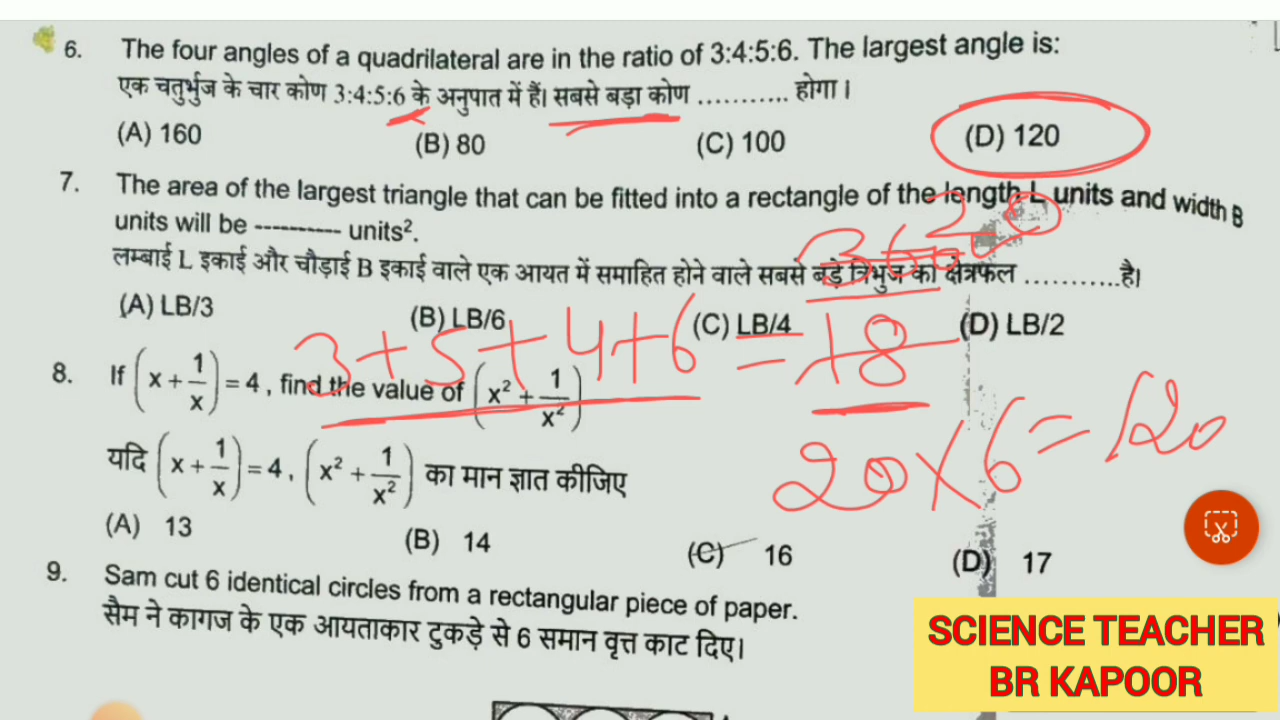 6. The four angles of a quadrilateral are in the ratio of 3:4:5:6. The largest angle is:
एक चतुर्भुज के चार कोण 3:4:5:6 के अनुपात में हैं। सबसे बड़ा कोण ........... होगा।
(A) 160 (B) 80 (C) 100 (D) 120
7. The area of the largest triangle that can be fitted into a rectangle of the length L units and width B
units will be ---------- units².
लम्बाई L इकाई और चौड़ाई B इकाई वाले एक आयत में समाहित होने वाले सबसे बड़े त्रिभुज का क्षेत्रफल ...........है।
(A) LB/3 (B) LB/6 (C) LB/4 (D) LB/2
3+5+4+6=18
8. If (x + 1/x) = 4, find the value of (x² + 1/x²)
20×6=120
यदि (x + 1/x) = 4, (x² + 1/x²) का मान ज्ञात कीजिए
(A) 13 (B) 14 (C) 16 (D) 17
9. Sam cut 6 identical circles from a rectangular piece of paper.
सैम ने कागज के एक आयताकार टुकड़े से 6 समान वृत्त काट दिए।
SCIENCE TEACHER
BR KAPOOR